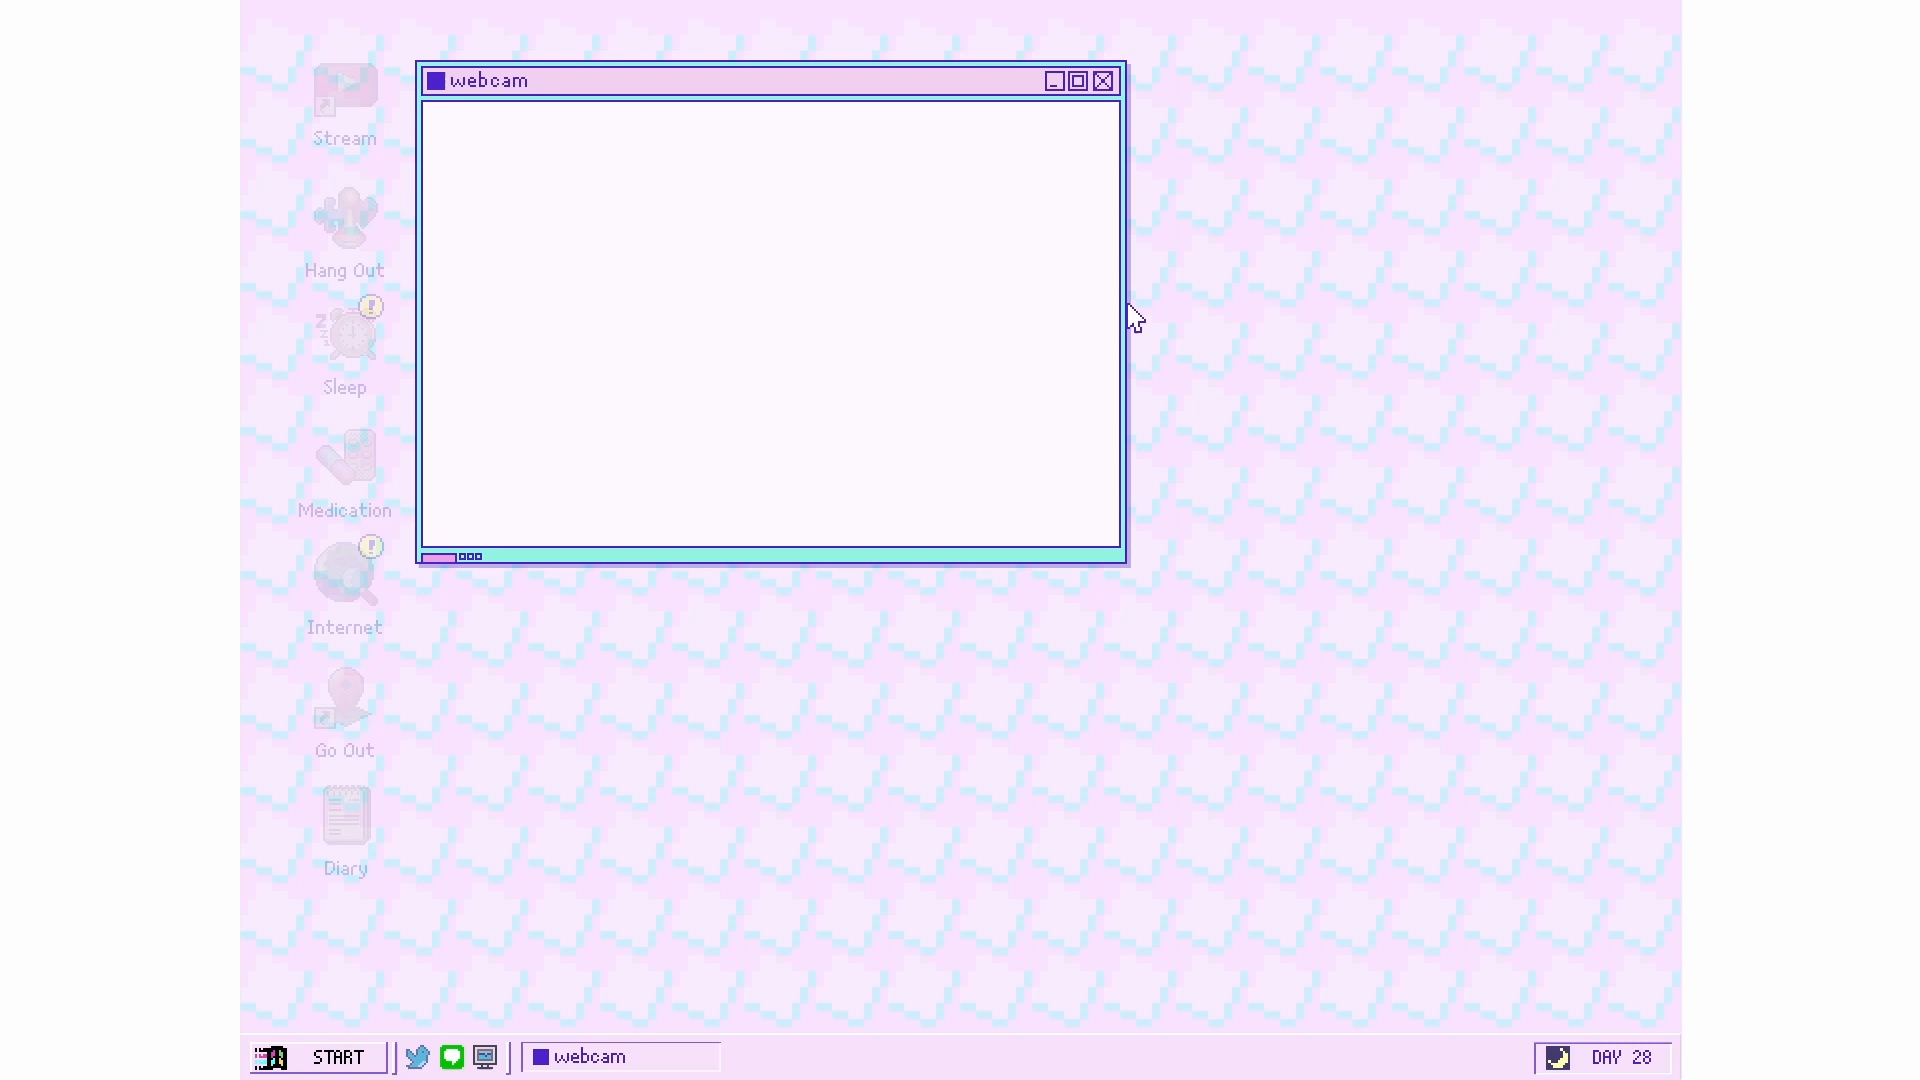 webcam
Stream
Hang Out
Sleep
Medication
Internet
Go Out
Diary
START
webcam
DAY 28